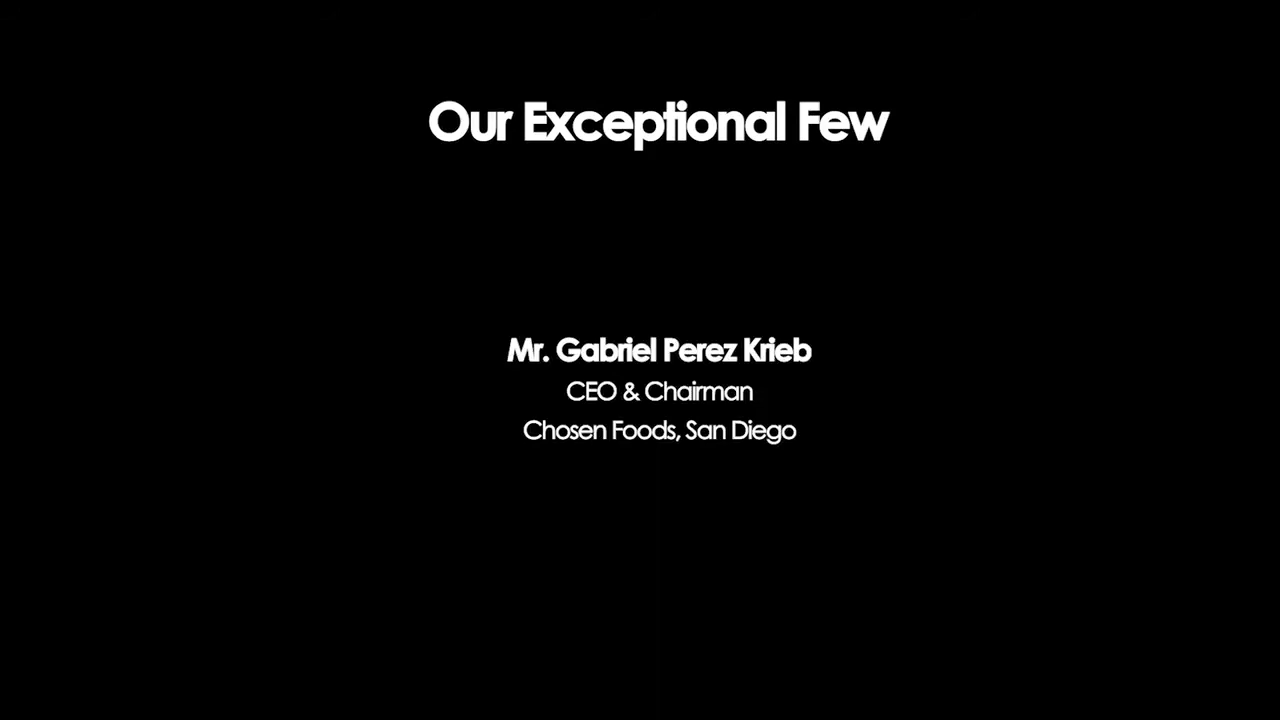 Our Exceptional Few
Mr. Gabriel Perez Krieb
CEO & Chairman
Chosen Foods, San Diego